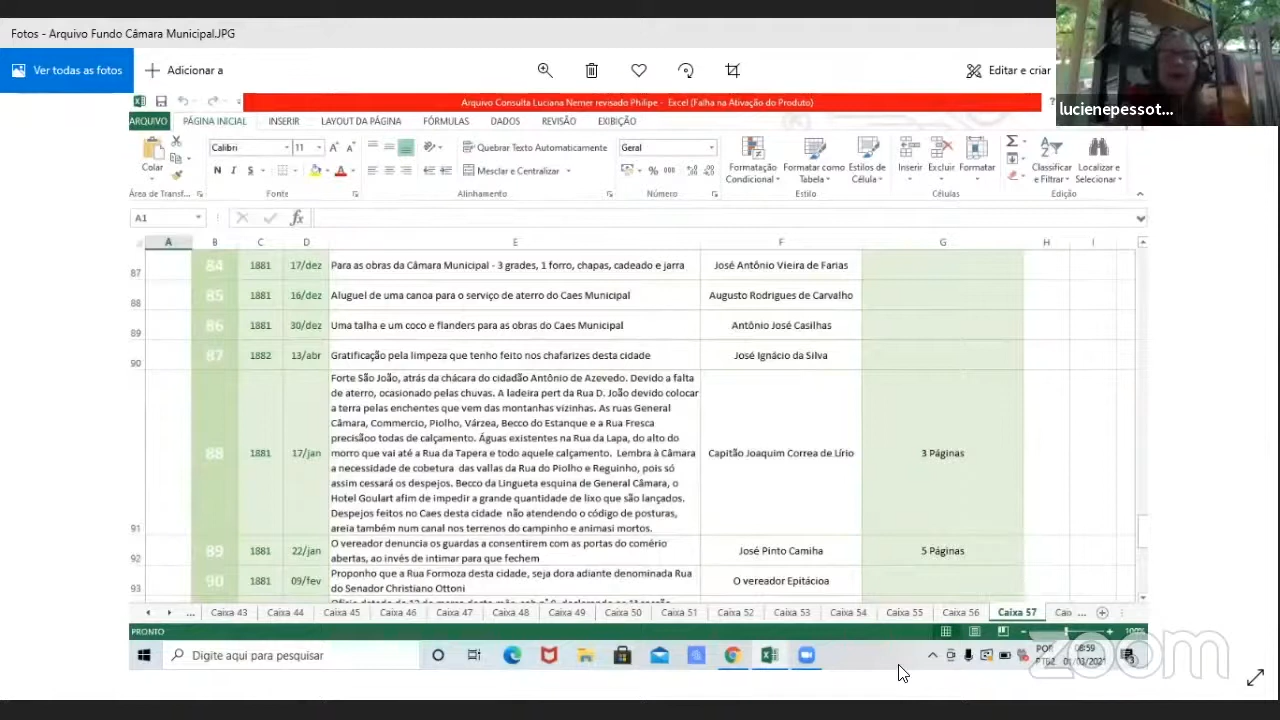 Fotos - Arquivo Fundo Câmara Municipal.JPG
Ver todas as fotos
Adicionar a
Editar e criar
lucienepessot...
Arquivo Consulta Luciana Nemer revisado Philipe - Excel (Falha na Ativação do Produto)
ARQUIVO PÁGINA INICIAL INSERIR LAYOUT DA PÁGINA FÓRMULAS DADOS REVISÃO EXIBIÇÃO
Colar
Calibri 11
N I S
Quebrar Texto Automaticamente
Mesclar e Centralizar
Geral
% 000
Formatação Condicional
Formatar como Tabela
Estilos de Célula
Inserir Excluir Formatar
Classificar e Filtrar
Localizar e Selecionar
Área de Transf... Fonte Alinhamento Número Estilo Células Edição
A1 fx
A B C D E F G H I
87 84 1881 17/dez Para as obras da Câmara Municipal - 3 grades, 1 forro, chapas, cadeado e jarra José Antônio Vieira de Farias
88 85 1881 16/dez Aluguel de uma canoa para o serviço de aterro do Caes Municipal Augusto Rodrigues de Carvalho
89 86 1881 30/dez Uma talha e um coco e flanders para as obras do Caes Municipal Antônio José Casilhas
90 87 1882 13/abr Gratificação pela limpeza que tenho feito nos chafarizes desta cidade José Ignácio da Silva
Forte São João, atrás da chácara do cidadão Antônio de Azevedo. Devido a falta
de aterro, ocasionado pelas chuvas. A ladeira pert da Rua D. João devido colocar
a terra pelas enchentes que vem das montanhas vizinhas. As ruas General
Câmara, Commercio, Piolho, Várzea, Becco do Estanque e a Rua Fresca
precisãoo todas de calçamento. Águas existentes na Rua da Lapa, do alto do
morro que vai até a Rua da Tapera e todo aquele calçamento. Lembra à Câmara
a necessidade de cobetura das vallas da Rua do Piolho e Reguinho, pois só
assim cessará os despejos. Becco da Lingueta esquina de General Câmara, o
Hotel Goulart afim de impedir a grande quantidade de lixo que são lançados.
Despejos feitos no Caes desta cidade não atendendo o código de posturas,
areia também num canal nos terrenos do campinho e animasi mortos.
91 88 1881 17/jan Capitão Joaquim Correa de Lírio 3 Páginas
O vereador denuncia os guardas a consentirem com as portas do comério
abertas, ao invés de intimar para que fechem
92 89 1881 22/jan José Pinto Camiha 5 Páginas
Proponho que a Rua Formoza desta cidade, seja dora adiante denominada Rua
do Senador Christiano Ottoni
93 90 1881 09/fev O vereador Epitácioa
... Caixa 43 Caixa 44 Caixa 45 Caixa 46 Caixa 47 Caixa 48 Caixa 49 Caixa 50 Caixa 51 Caixa 52 Caixa 53 Caixa 54 Caixa 55 Caixa 56 Caixa 57 Cao ...
PRONTO 100%
Digite aqui para pesquisar
POR 08:59
PTB2 01/03/2021
zoom